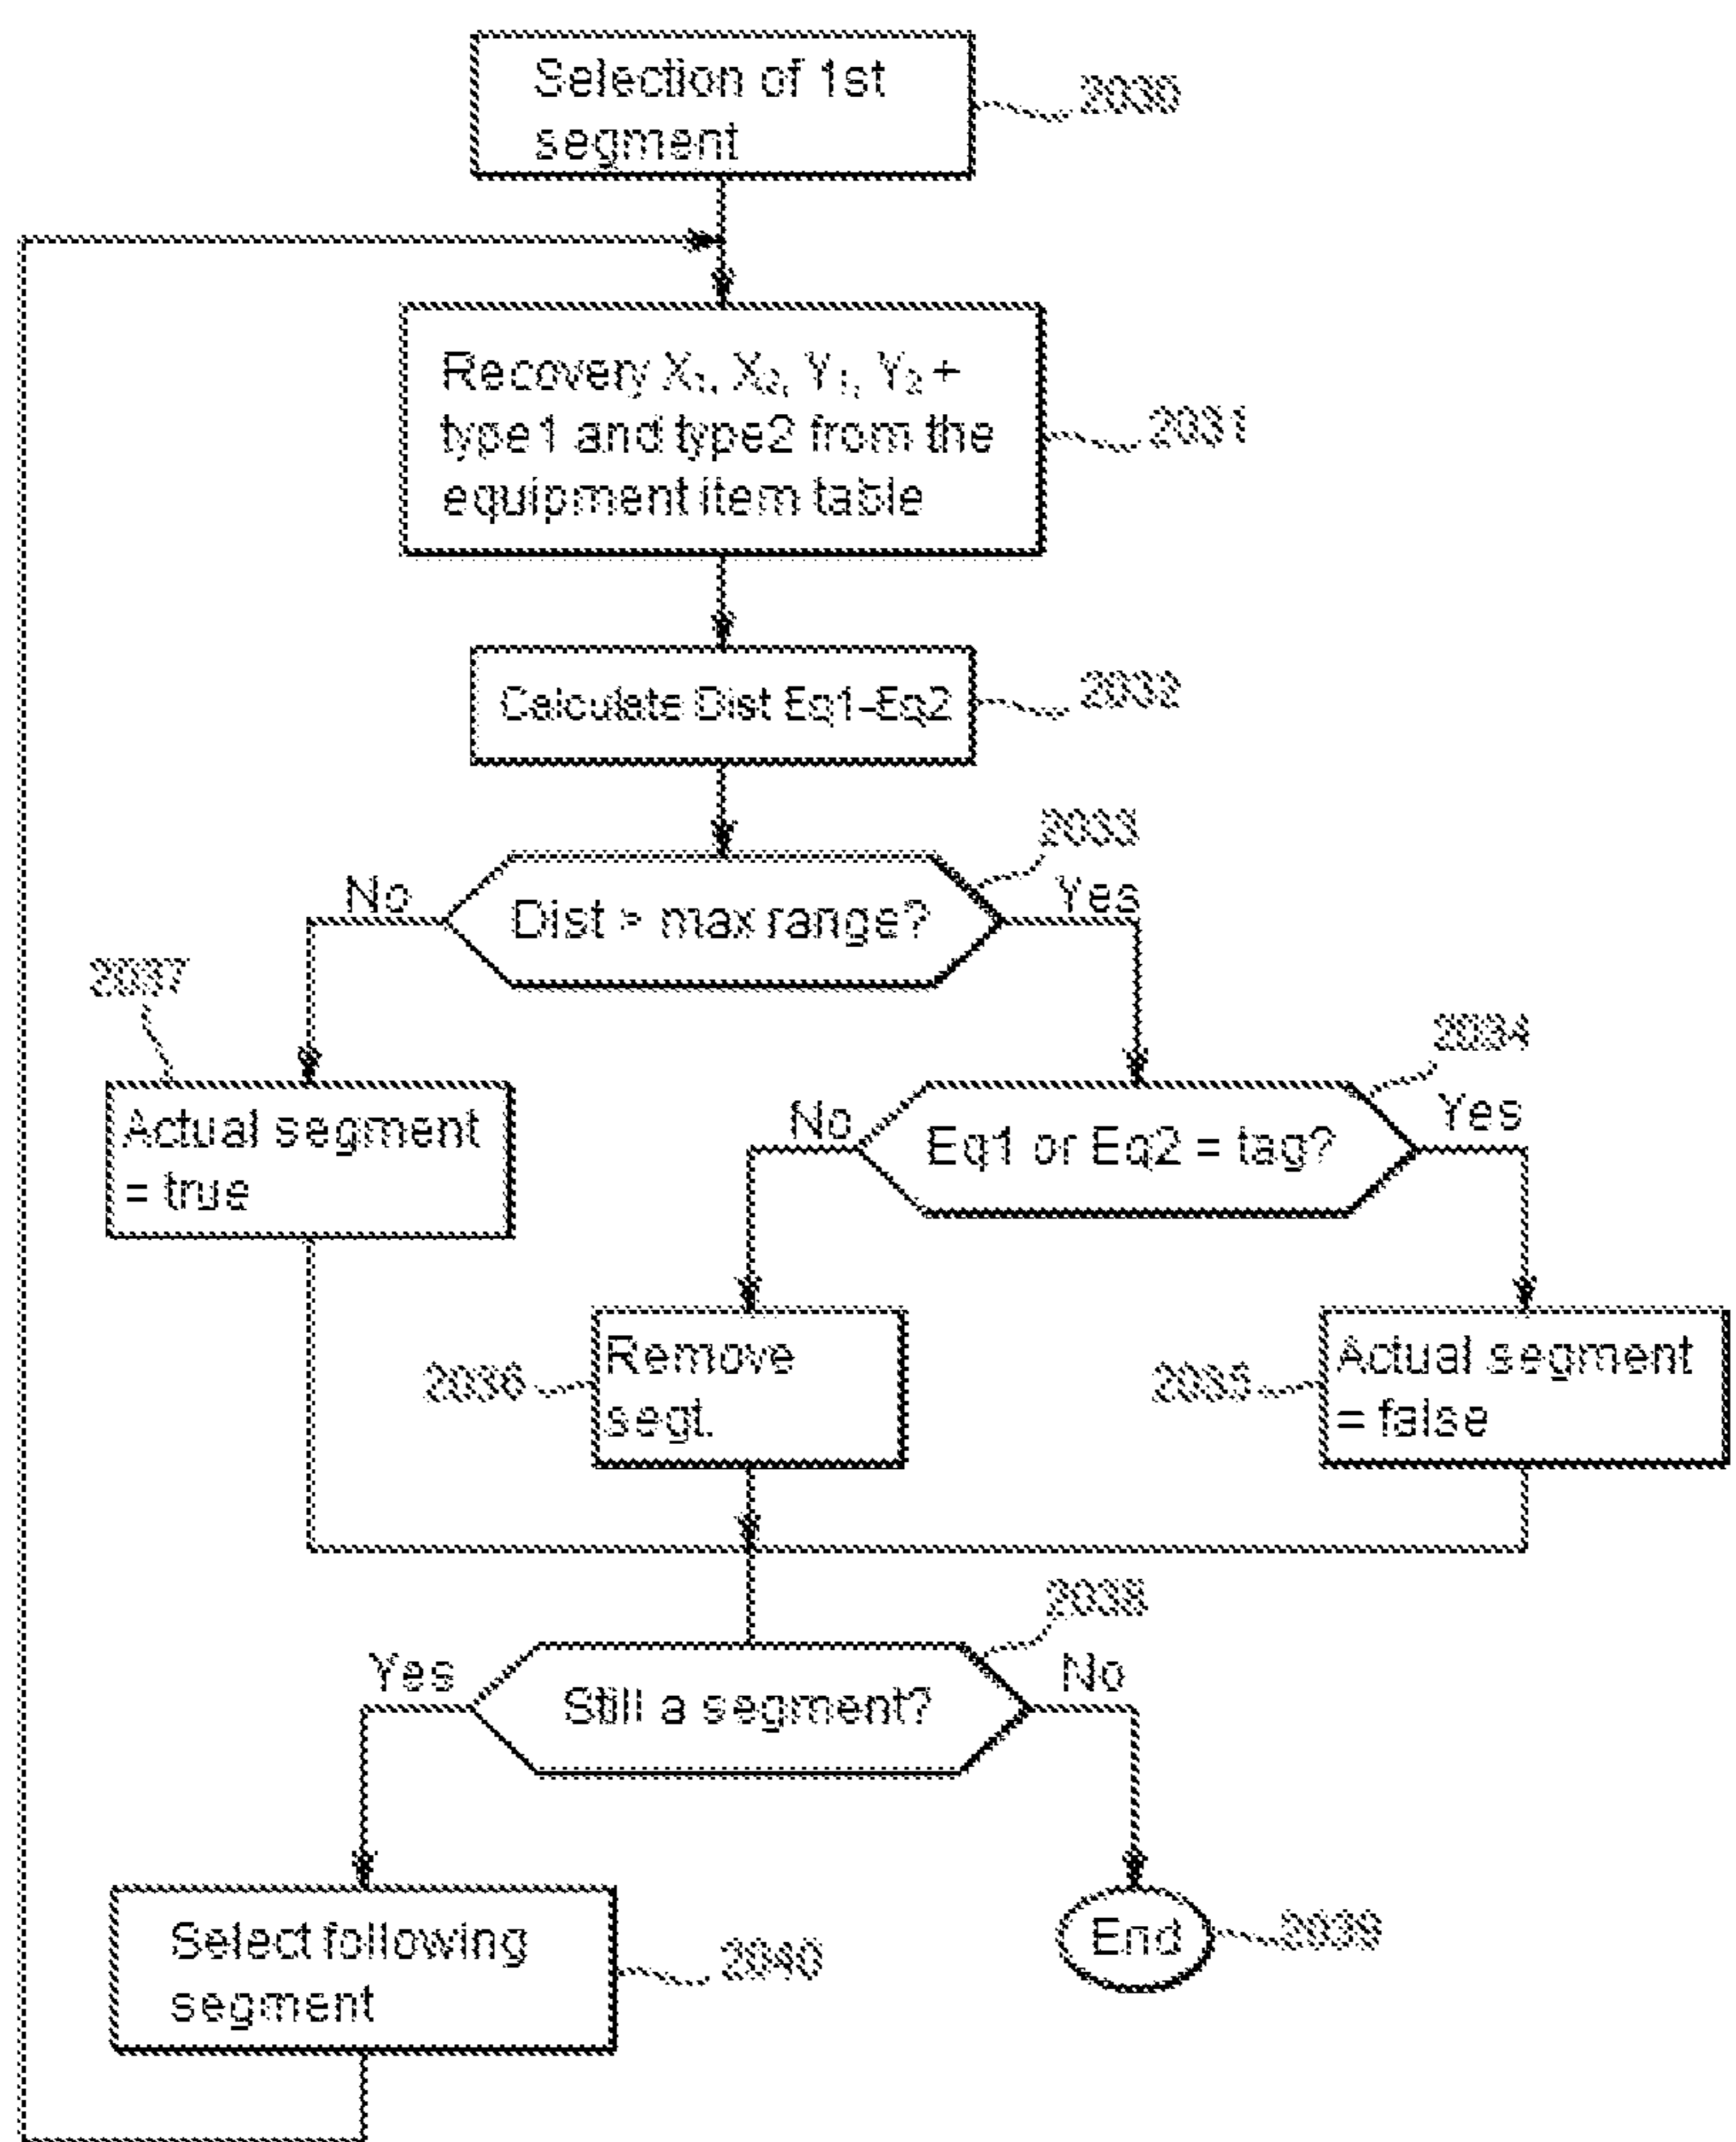 Selection of 1st
segment
2030
Recovery X1, X2, Y1, Y2 +
type1 and type2 from the
equipment item table
2031
Calculate Dist Eq1-Eq2
2032
2033
No
Dist > max range?
Yes
2037
2034
Actual segment
= true
No
Eq1 or Eq2 = tag?
Yes
2036
Remove
segt.
2035
Actual segment
= false
2038
Yes
Still a segment?
No
Select following
segment
2040
End
2039